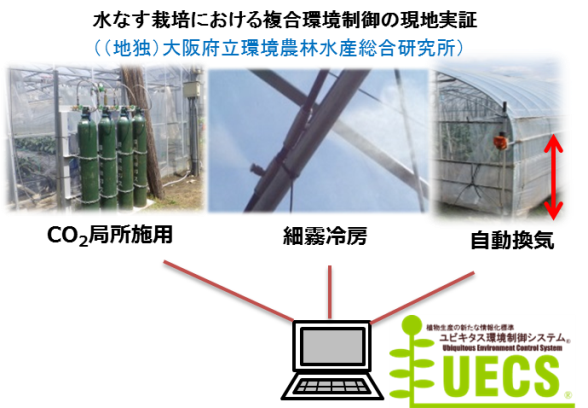 水なす栽培における複合環境制御の現地実証
（（地独）大阪府立環境農林水産総合研究所）
CO2局所施用
細霧冷房
自動換気
植物生産の新たな情報化標準
ユビキタス環境制御システム®
Ubiquitous Environment Control System
UECS®